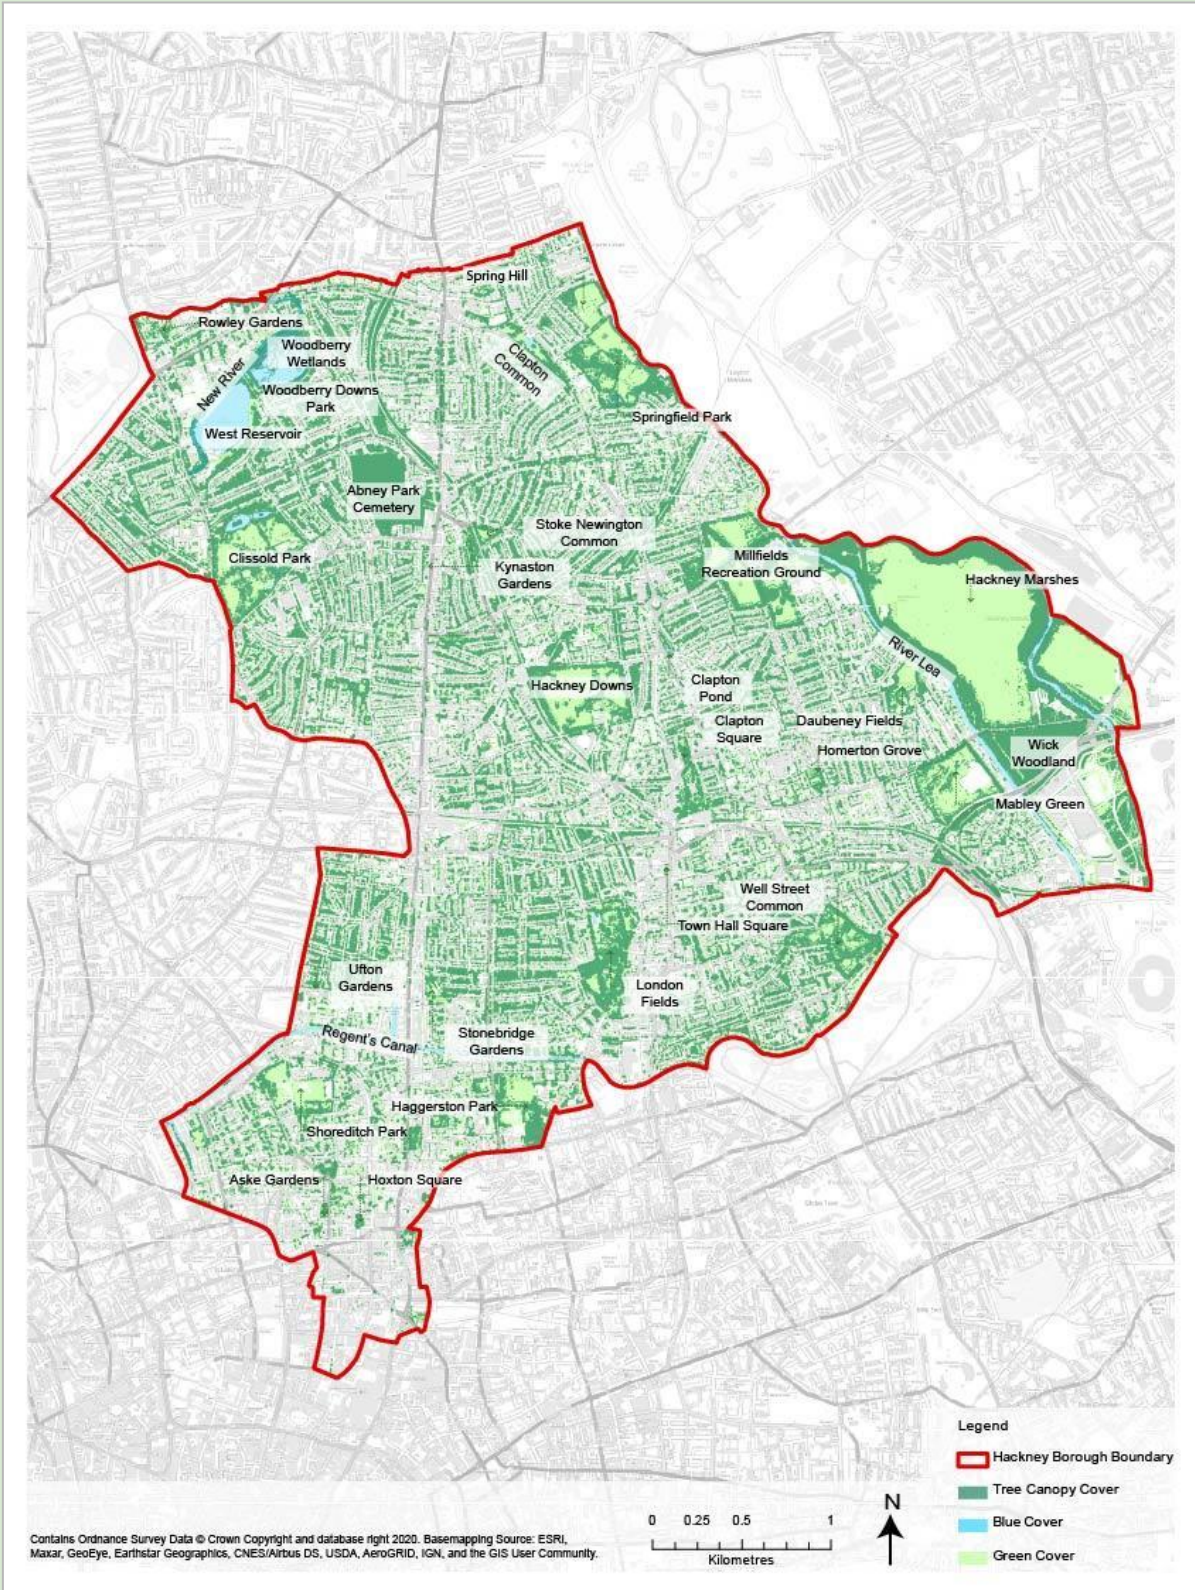 Spring Hill
Rowley Gardens
Woodberry
Wetlands
Clapton
Common
New River
Woodberry Downs
Park
Springfield Park
West Reservoir
Abney Park
Cemetery
Stoke Newington
Common
Clissold Park
Kynaston
Gardens
Millfields
Recreation Ground
Hackney Marshes
River Lea
Hackney Downs
Clapton
Pond
Clapton
Square
Daubeney Fields
Homerton Grove
Wick
Woodland
Mabley Green
Well Street
Common
Town Hall Square
Ufton
Gardens
London
Fields
Regent's Canal
Stonebridge
Gardens
Haggerston Park
Shoreditch Park
Aske Gardens
Hoxton Square
Legend
Hackney Borough Boundary
Tree Canopy Cover
Blue Cover
Green Cover
N
0 0.25 0.5 1
Kilometres
Contains Ordnance Survey Data © Crown Copyright and database right 2020. Basemapping Source: ESRI,
Maxar, GeoEye, Earthstar Geographics, CNES/Airbus DS, USDA, AeroGRID, IGN, and the GIS User Community.